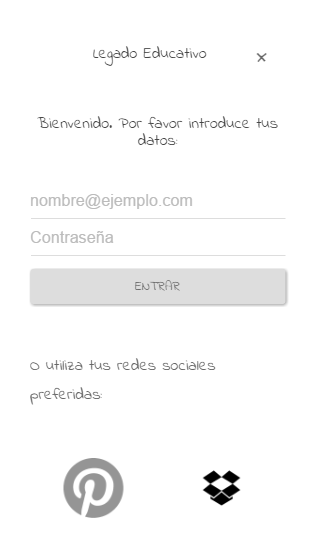 Legado Educativo ×
Bienvenido. Por favor introduce tus
datos:
nombre@ejemplo.com
Contraseña
ENTRAR
O utiliza tus redes sociales
preferidas: